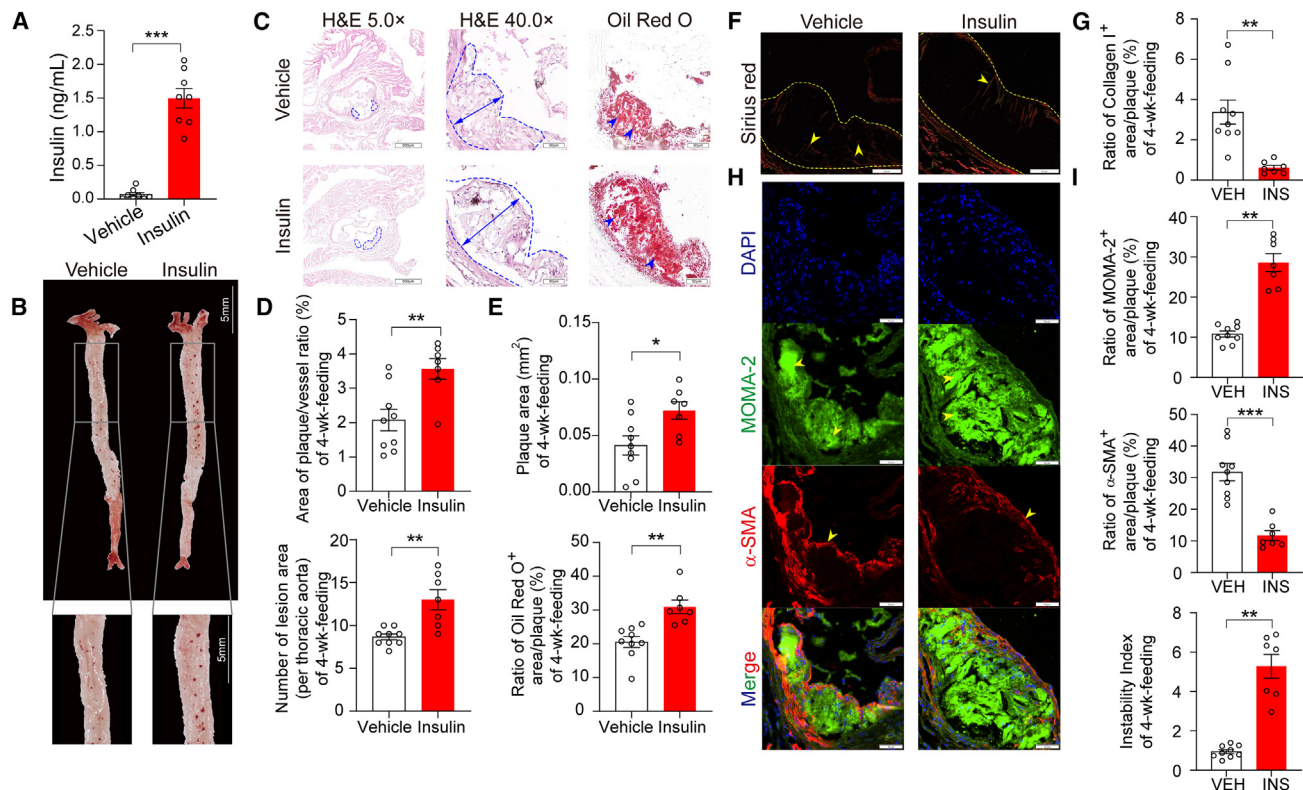 A
Insulin (ng/mL)
2.5
2.0
1.5
1.0
0.5
0.0
***
Vehicle
Insulin
B
Vehicle
Insulin
5mm
5mm
C
H&E 5.0×
H&E 40.0×
Oil Red O
Vehicle
Insulin
D
Area of plaque/vessel ratio (%)
of 4-wk-feeding
5
4
3
2
1
0
**
Vehicle Insulin
Number of lesion area
(per thoracic aorta)
of 4-wk-feeding
20
15
10
5
0
**
Vehicle Insulin
E
Plaque area (mm²)
of 4-wk-feeding
0.15
0.10
0.05
0.00
*
Vehicle Insulin
Ratio of Oil Red O⁺
area/plaque (%)
of 4-wk-feeding
50
40
30
20
10
0
**
Vehicle Insulin
F
Vehicle
Insulin
Sirius red
G
Ratio of Collagen I⁺
area/plaque (%)
of 4-wk-feeding
8
6
4
2
0
**
VEH
INS
H
DAPI
MOMA-2
α-SMA
Merge
I
Ratio of MOMA-2⁺
area/plaque (%)
of 4-wk-feeding
40
30
20
10
0
**
VEH
INS
Ratio of α-SMA⁺
area/plaque (%)
of 4-wk-feeding
50
40
30
20
10
0
***
VEH
INS
Instability Index
of 4-wk-feeding
8
6
4
2
0
**
VEH
INS